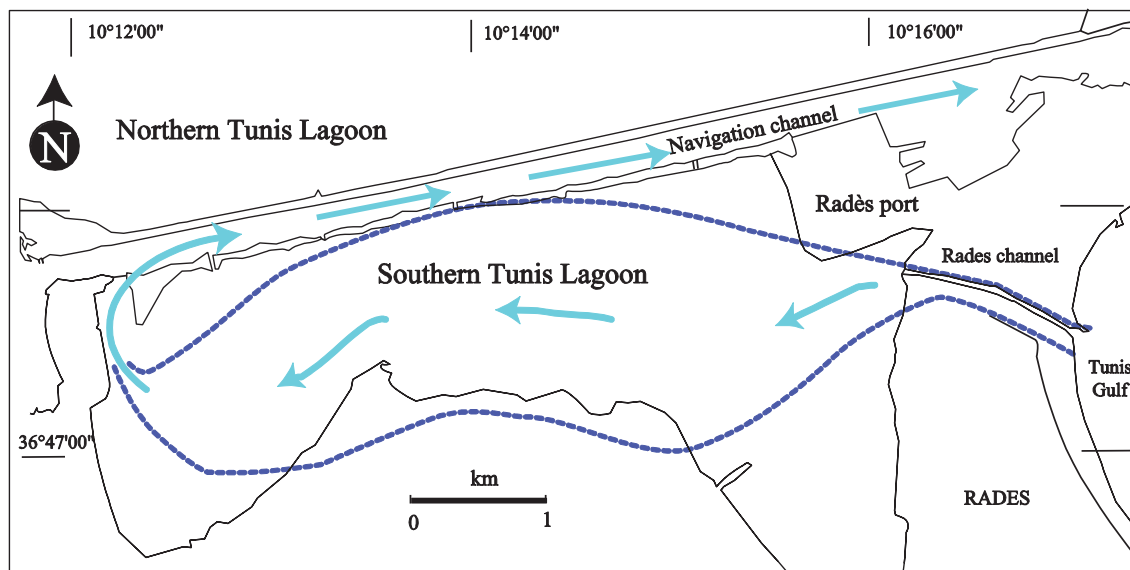 10°12'00"
10°14'00"
10°16'00"
N
Northern Tunis Lagoon
Navigation channel
Radès port
Rades channel
Southern Tunis Lagoon
Tunis
Gulf
36°47'00"
km
0
1
RADES